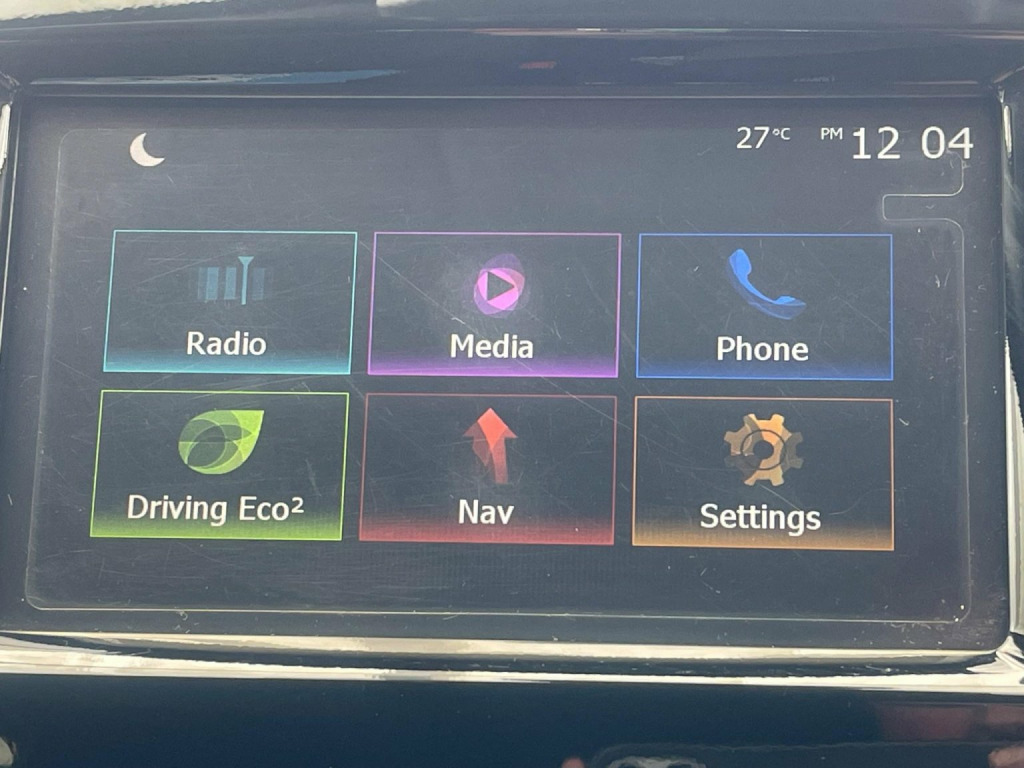 27°C PM 12 04
Radio Media Phone
Driving Eco² Nav Settings